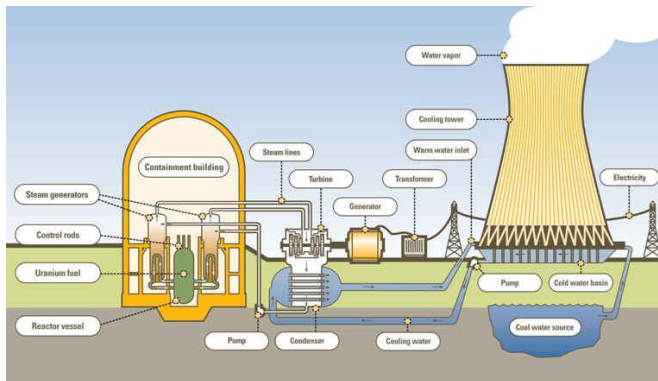 Water vapor
Cooling tower
Steam lines
Warm water inlet
Containment building
Turbine
Transformer
Electricity
Steam generators
Generator
Control rods
Uranium fuel
Pump
Cold water basin
Cool water source
Reactor vessel
Pump
Condenser
Cooling water